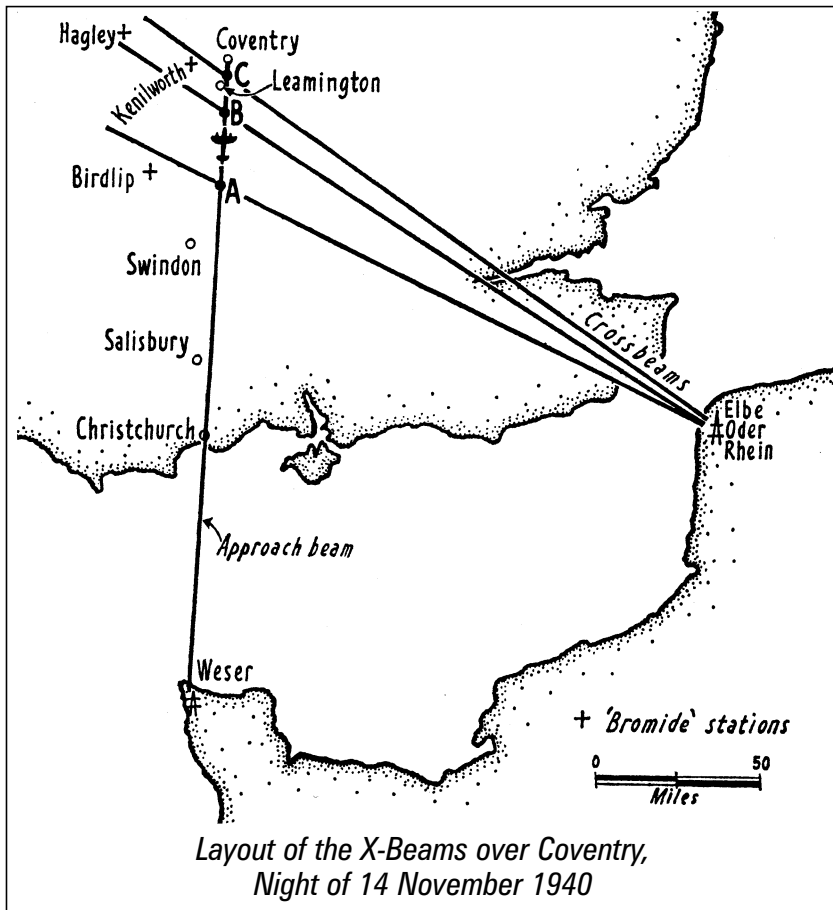 Hagley
Coventry
C
Kenilworth
Leamington
B
Birdlip
A
Swindon
Crossbeams
Salisbury
Elbe
Oder
Rhein
Christchurch
Approach beam
Weser
'Bromide' stations
0 50
Miles
Layout of the X-Beams over Coventry,
Night of 14 November 1940